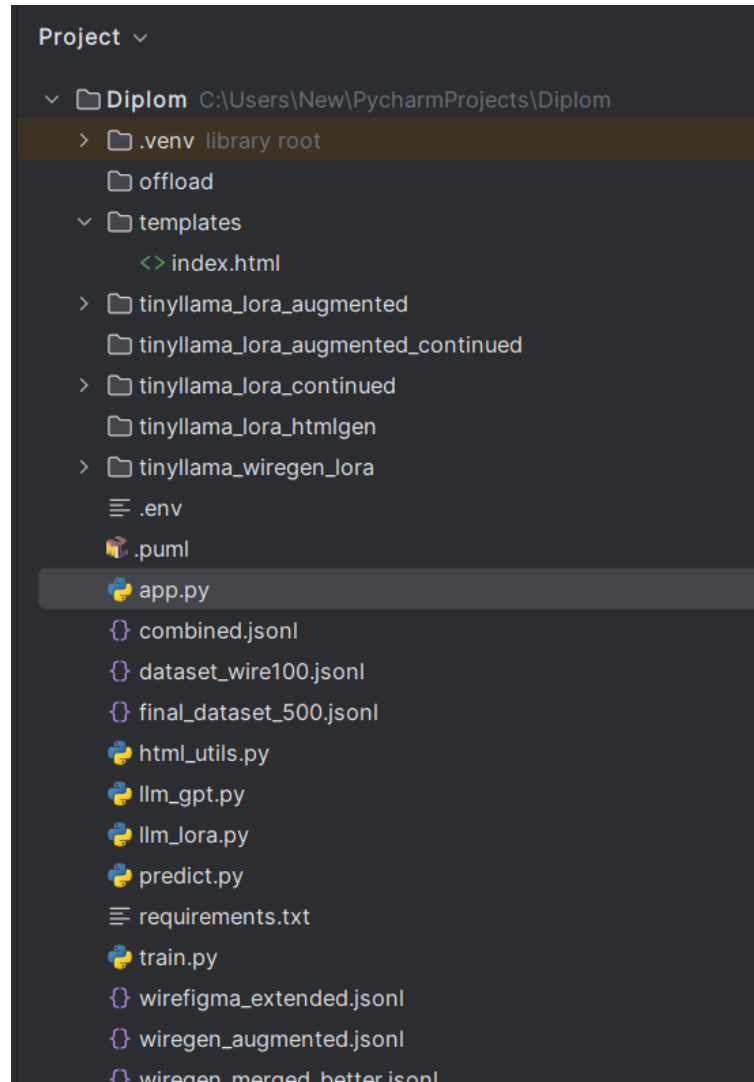 Project
Diplom C:\Users\New\PycharmProjects\Diplom
.venv library root
offload
templates
<> index.html
tinyllama_lora_augmented
tinyllama_lora_augmented_continued
tinyllama_lora_continued
tinyllama_lora_htmlgen
tinyllama_wiregen_lora
.env
.puml
app.py
{} combined.jsonl
{} dataset_wire100.jsonl
{} final_dataset_500.jsonl
html_utils.py
llm_gpt.py
llm_lora.py
predict.py
requirements.txt
train.py
{} wirefigma_extended.jsonl
{} wiregen_augmented.jsonl
{} wiregen_merged_better.jsonl